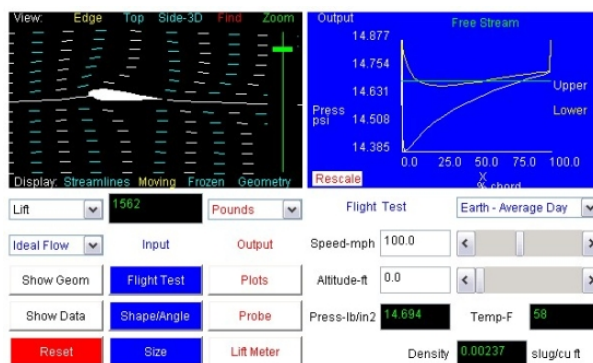 View: Edge Top Side-3D Find Zoom
Display: Streamlines Moving Frozen Geometry
Output
Free Stream
14.877
14.754
14.631
Press
psi
14.508
14.385
Upper
Lower
0.0 25.0 50.0 75.0 100.0
X
% chord
Rescale
Lift 1562 Pounds
Ideal Flow Input Output
Show Geom Flight Test Plots
Show Data Shape/Angle Probe
Reset Size Lift Meter
Flight Test Earth - Average Day
Speed-mph 100.0
Altitude-ft 0.0
Press-lb/in2 14.694 Temp-F 58
Density 0.00237 slug/cu ft